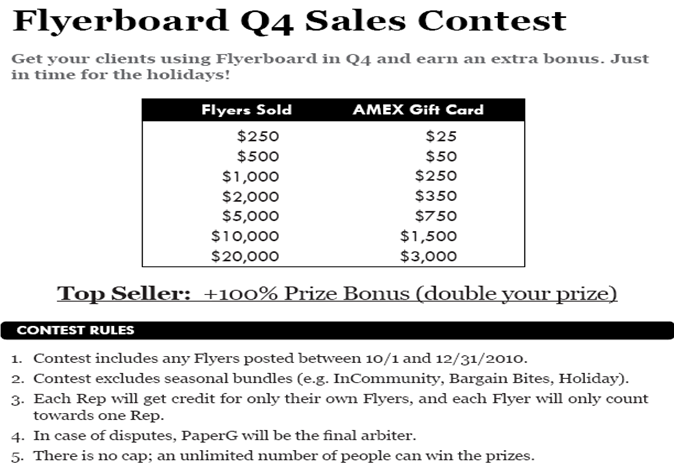 Flyerboard Q4 Sales Contest
Get your clients using Flyerboard in Q4 and earn an extra bonus. Just
in time for the holidays!
Flyers Sold AMEX Gift Card
$250 $25
$500 $50
$1,000 $250
$2,000 $350
$5,000 $750
$10,000 $1,500
$20,000 $3,000
Top Seller: +100% Prize Bonus (double your prize)
CONTEST RULES
1. Contest includes any Flyers posted between 10/1 and 12/31/2010.
2. Contest excludes seasonal bundles (e.g. InCommunity, Bargain Bites, Holiday).
3. Each Rep will get credit for only their own Flyers, and each Flyer will only count
towards one Rep.
4. In case of disputes, PaperG will be the final arbiter.
5. There is no cap; an unlimited number of people can win the prizes.